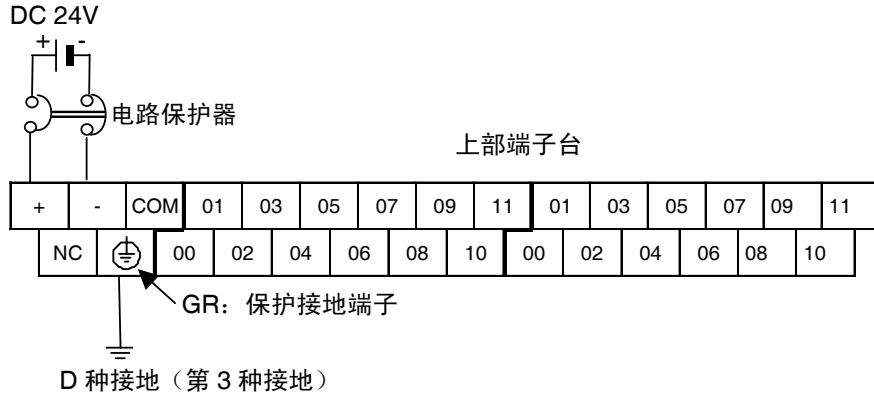 DC 24V
+ -
电路保护器
上部端子台
+ - COM 01 03 05 07 09 11 01 03 05 07 09 11
NC 00 02 04 06 08 10 00 02 04 06 08 10
GR：保护接地端子
D 种接地（第 3 种接地）